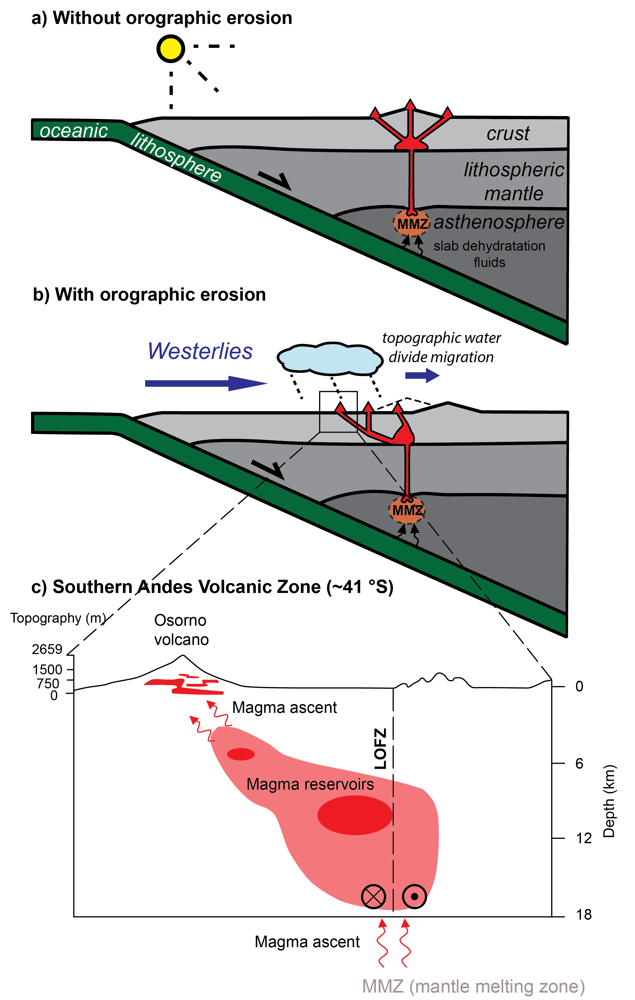 a) Without orographic erosion
oceanic
lithosphere
crust
lithospheric
mantle
MMZ
asthenosphere
slab dehydratation
fluids
b) With orographic erosion
Westerlies
topographic water
divide migration
MMZ
c) Southern Andes Volcanic Zone (~41 °S)
Topography (m)
Osorno
volcano
2659
1500
750
0
0
Magma ascent
LOFZ
6
Magma reservoirs
Depth (km)
12
18
Magma ascent
MMZ (mantle melting zone)